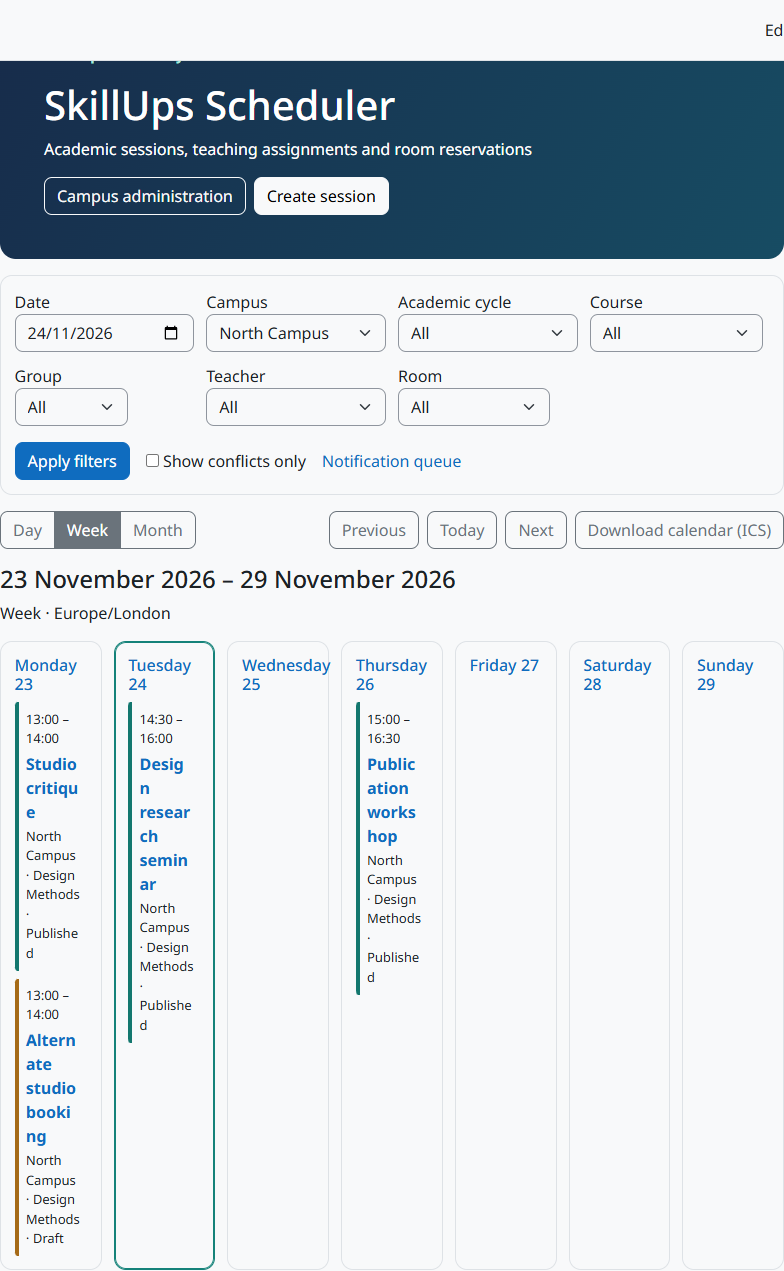 Ed
SkillUps Scheduler
Academic sessions, teaching assignments and room reservations
Campus administration
Create session
Date
Campus
Academic cycle
Course
24/11/2026
North Campus
All
All
Group
Teacher
Room
All
All
All
Apply filters
Show conflicts only
Notification queue
Day
Week
Month
Previous
Today
Next
Download calendar (ICS)
23 November 2026 – 29 November 2026
Week · Europe/London
Monday
23
13:00 –
14:00
Studio
critiqu
e
North
Campus
· Design
Methods
·
Publishe
d
13:00 –
14:00
Altern
ate
studio
booki
ng
North
Campus
· Design
Methods
· Draft
Tuesday
24
14:30 –
16:00
Desig
n
resear
ch
semin
ar
North
Campus
· Design
Methods
·
Publishe
d
Wednesday
25
Thursday
26
15:00 –
16:30
Public
ation
works
hop
North
Campus
· Design
Methods
·
Publishe
d
Friday 27
Saturday
28
Sunday
29